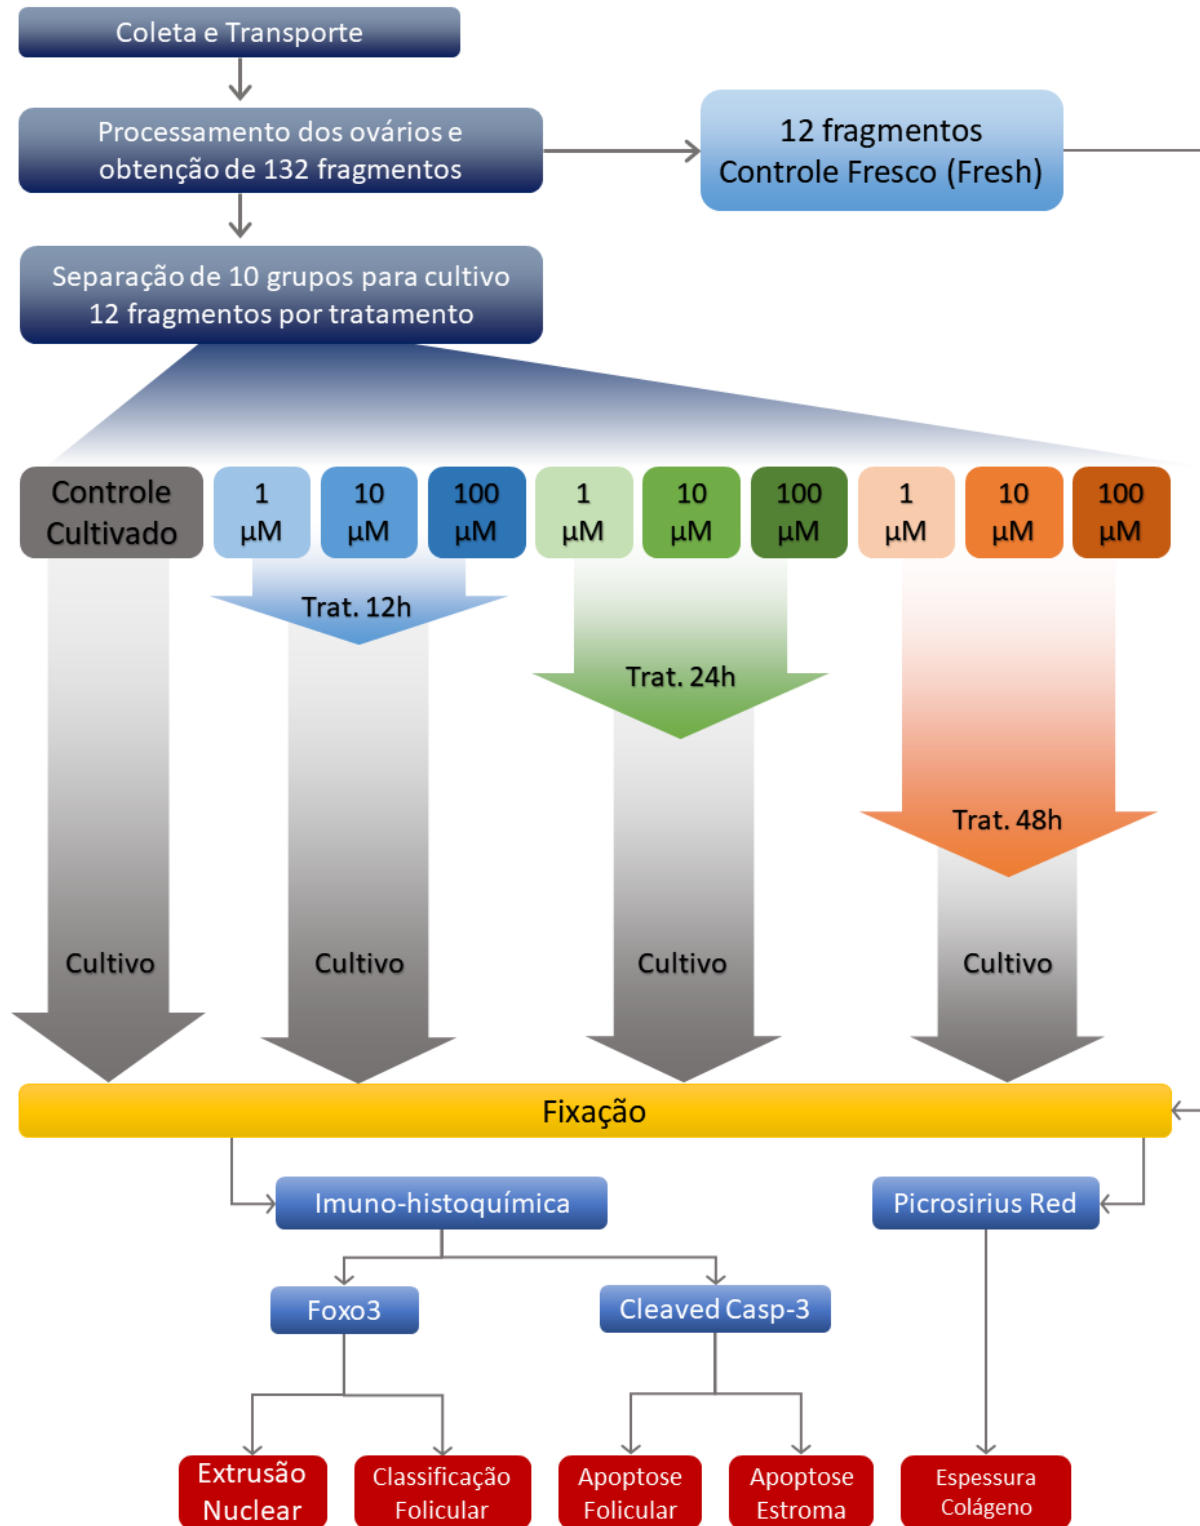 Coleta e Transporte
Processamento dos ovários e
obtenção de 132 fragmentos
12 fragmentos
Controle Fresco (Fresh)
Separação de 10 grupos para cultivo
12 fragmentos por tratamento
Controle
Cultivado
1
µM
10
µM
100
µM
1
µM
10
µM
100
µM
1
µM
10
µM
100
µM
Trat. 12h
Trat. 24h
Trat. 48h
Cultivo
Cultivo
Cultivo
Cultivo
Fixação
Imuno-histoquímica
Picrosirius Red
Foxo3
Cleaved Casp-3
Extrusão
Nuclear
Classificação
Folicular
Apoptose
Folicular
Apoptose
Estroma
Espessura
Colágeno